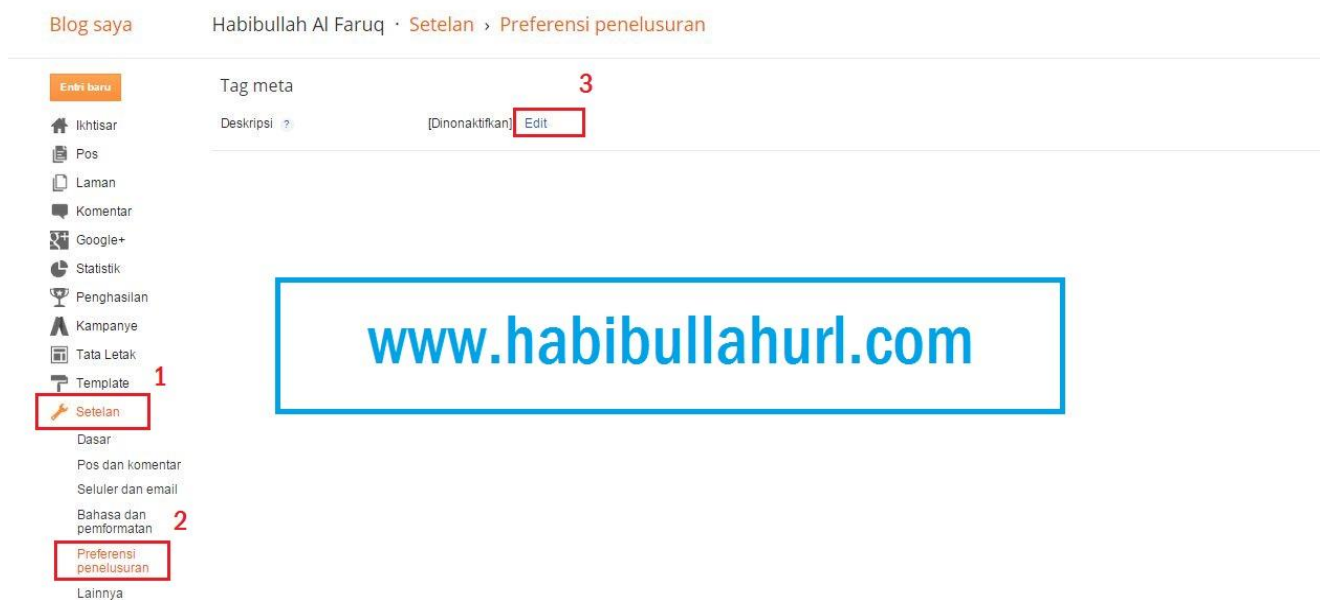 Blog saya
Habibullah Al Faruq · Setelan › Preferensi penelusuran
Entri baru
Tag meta
3
Deskripsi ?
[Dinonaktifkan] Edit
Ikhtisar
Pos
Laman
Komentar
Google+
Statistik
Penghasilan
Kampanye
Tata Letak
Template
1
Setelan
Dasar
Pos dan komentar
Seluler dan email
Bahasa dan
pemformatan
2
Preferensi
penelusuran
Lainnya
www.habibullahurl.com